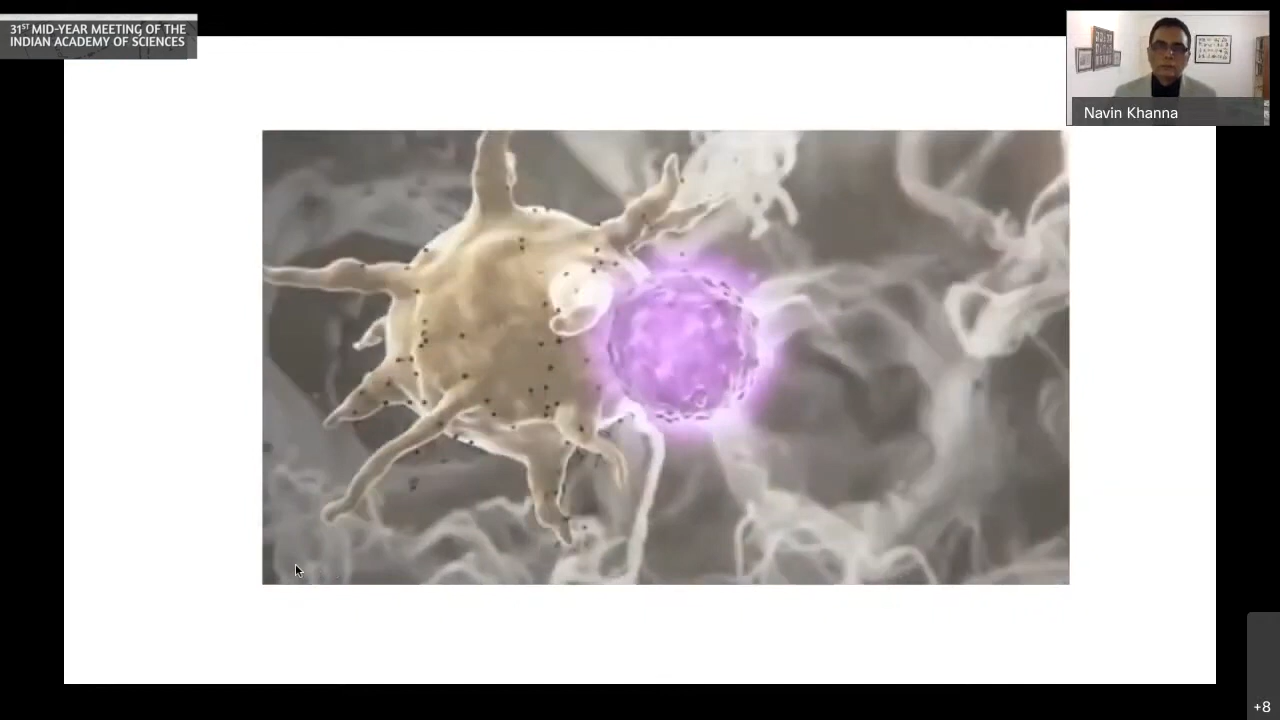 31ST MID-YEAR MEETING OF THE
INDIAN ACADEMY OF SCIENCES
Navin Khanna
+8